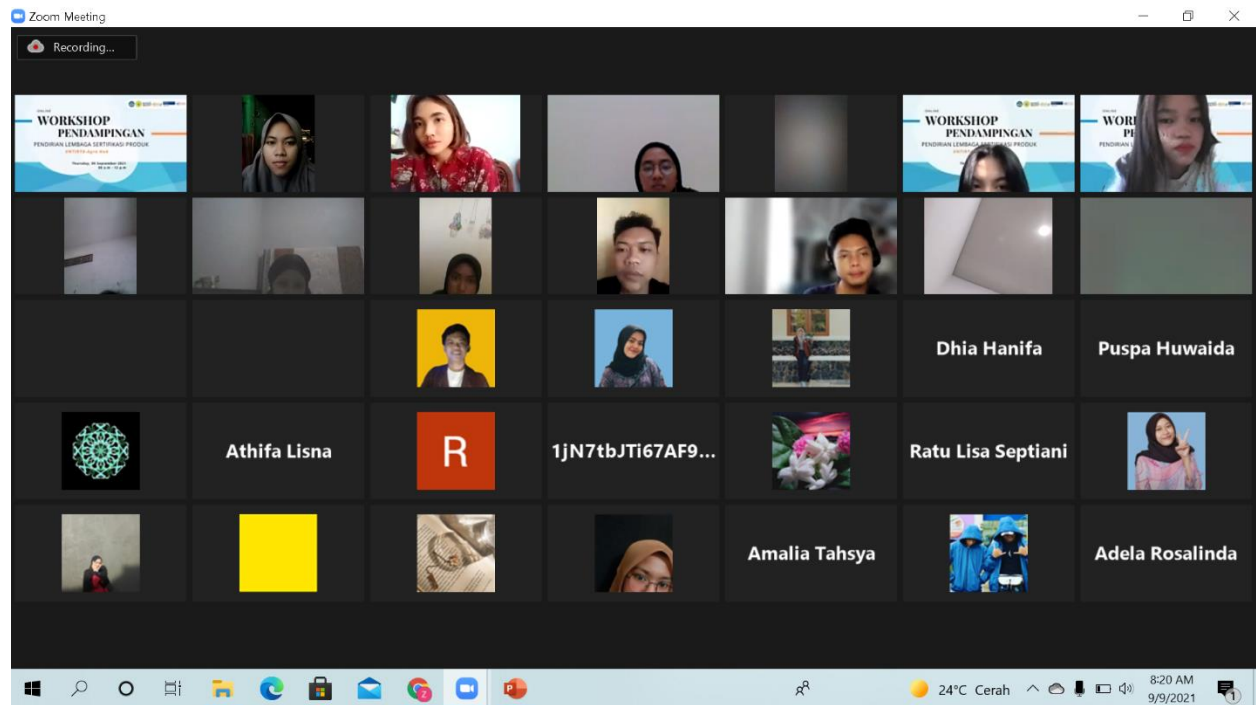 Zoom Meeting
Recording...
WORKSHOP
PENDAMPINGAN
PENDIRIAN LEMBAGA SERTIFIKASI PRODUK
WORKSHOP
PENDAMPINGAN
PENDIRIAN LEMBAGA SERTIFIKASI PRODUK
Dhia Hanifa
Puspa Huwaida
Athifa Lisna
R
1jN7tbJTi67AF9...
Ratu Lisa Septiani
Amalia Tahsya
Adela Rosalinda
24°C Cerah
8:20 AM
9/9/2021
1